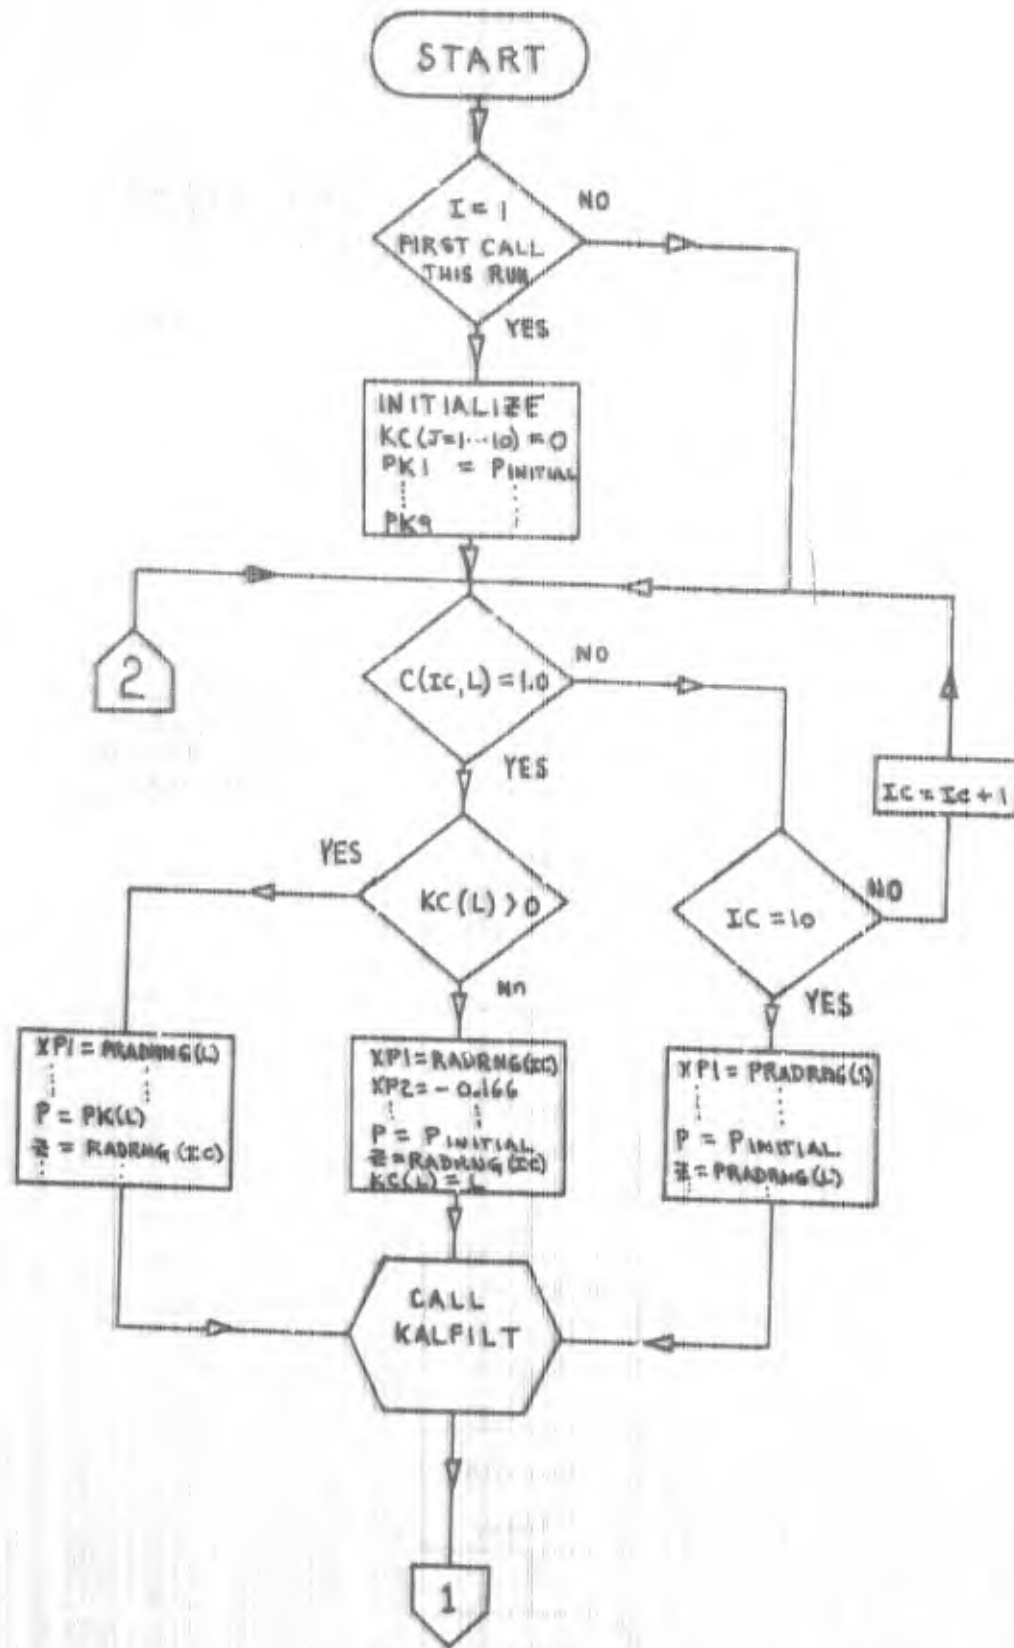 START
I = 1
FIRST CALL
THIS RUN
NO
YES
INITIALIZE
KC(J=1...10) = 0
PK1 = PINITIAL
PK9
2
C(IC,L) = 1.0
NO
YES
IC = IC + 1
KC(L) > 0
YES
NO
IC = 10
NO
YES
XP1 = PRADRNG(L)
P = PK(L)
Z = RADRNG(IC)
XP1 = RADRNG(IC)
XP2 = - 0.166
P = PINITIAL
Z = RADRNG(IC)
KC(L) = L
XP1 = PRADRNG(
P = PINITIAL
Z = PRADRNG(L)
CALL
KALFILT
1